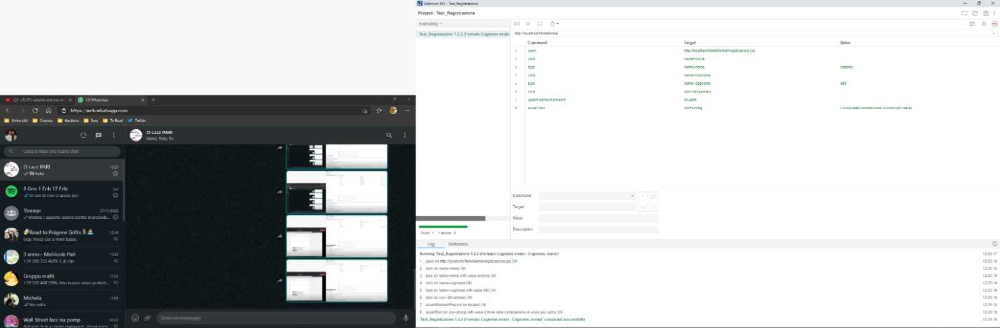 (1) 0°C outside and you are
(1) WhatsApp
https://web.whatsapp.com
Università
Courses
Auctions
Sara
To Read
Twitter
Cerca o inizia una nuova chat
O cazz PARI
12:25
Foto
8 Gen 1 Feb 17 Feb
ieri
Io con te non ci gioco più
Storage
27/11/2020
Mobile: I appello: esame scritto mercoledì...
Road to Poignee Griffe
12:16
Gigi: Vince Gio a mani basse
3 anno~ Matricole Pari
11:33
+39 388 725 4609: E di che
Gruppo matti
11:32
+39 320 440 5996: Mio nuovo video preferit...
Michela
11:09
No nulla
Wall Street facc na pomp
02:32
O cazz PARI
Mario, Tony, Tu
Scrivi un messaggio
Selenium IDE - Test_Registrazione
Project: Test_Registrazione
Executing
Test_Registrazione 1.2.2 (Formato Cognome errato
http://localhost/NoteMarket
Command Target Value
1 open http://localhost/NoteMarket/registrazione.jsp
2 click name=nome
3 type name=nome Antonio
4 click name=cognome
5 type name=cognome 489
6 click css=.btn-primary
7 assert element present id=alert
8 assert text css=strong Errore nella compilazione di uno/o più campi
Command
Target
Value
Description
Runs: 1 Failures: 0
Log Reference
Running 'Test_Registrazione 1.2.2 (Formato Cognome errato - Cognome, nome)' 12:25:17
1. open on http://localhost/NoteMarket/registrazione.jsp OK 12:25:18
2. click on name=nome OK 12:25:18
3. type on name=nome with value Antonio OK 12:25:19
4. click on name=cognome OK 12:25:19
5. type on name=cognome with value 489 OK 12:25:19
6. click on css=.btn-primary OK 12:25:19
7. assertElementPresent on id=alert OK 12:25:19
8. assertText on css=strong with value Errore nella compilazione di uno/o più campi OK 12:25:19
'Test_Registrazione 1.2.2 (Formato Cognome errato - Cognome, nome)' completed successfully 12:25:19